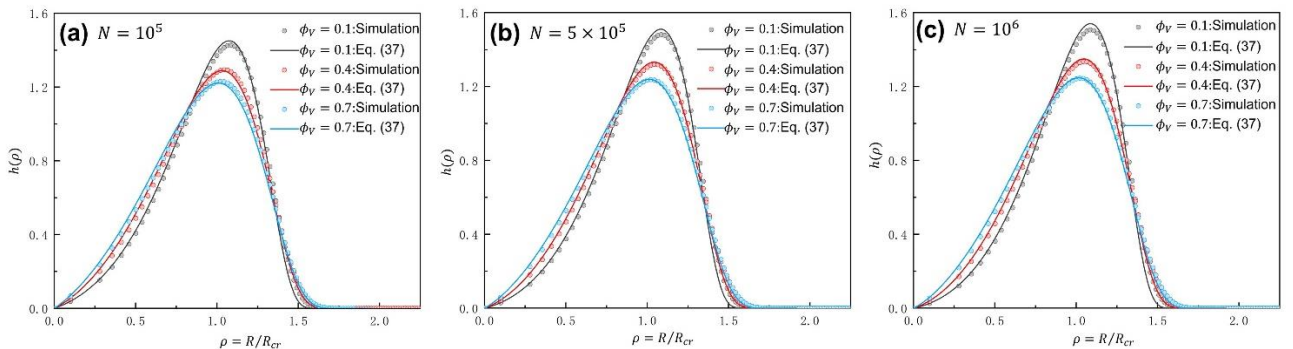 (a) N = 10⁵
ϕ_V = 0.1:Simulation
ϕ_V = 0.1:Eq. (37)
ϕ_V = 0.4:Simulation
ϕ_V = 0.4:Eq. (37)
ϕ_V = 0.7:Simulation
ϕ_V = 0.7:Eq. (37)
h(ρ)
1.6
1.2
0.8
0.4
0.0
0.0 0.5 1.0 1.5 2.0
ρ = R/R_cr
(b) N = 5 × 10⁵
ϕ_V = 0.1:Simulation
ϕ_V = 0.1:Eq. (37)
ϕ_V = 0.4:Simulation
ϕ_V = 0.4:Eq. (37)
ϕ_V = 0.7:Simulation
ϕ_V = 0.7:Eq. (37)
h(ρ)
1.6
1.2
0.8
0.4
0.0
0.0 0.5 1.0 1.5 2.0
ρ = R/R_cr
(c) N = 10⁶
ϕ_V = 0.1:Simulation
ϕ_V = 0.1:Eq. (37)
ϕ_V = 0.4:Simulation
ϕ_V = 0.4:Eq. (37)
ϕ_V = 0.7:Simulation
ϕ_V = 0.7:Eq. (37)
h(ρ)
1.6
1.2
0.8
0.4
0.0
0.0 0.5 1.0 1.5 2.0
ρ = R/R_cr